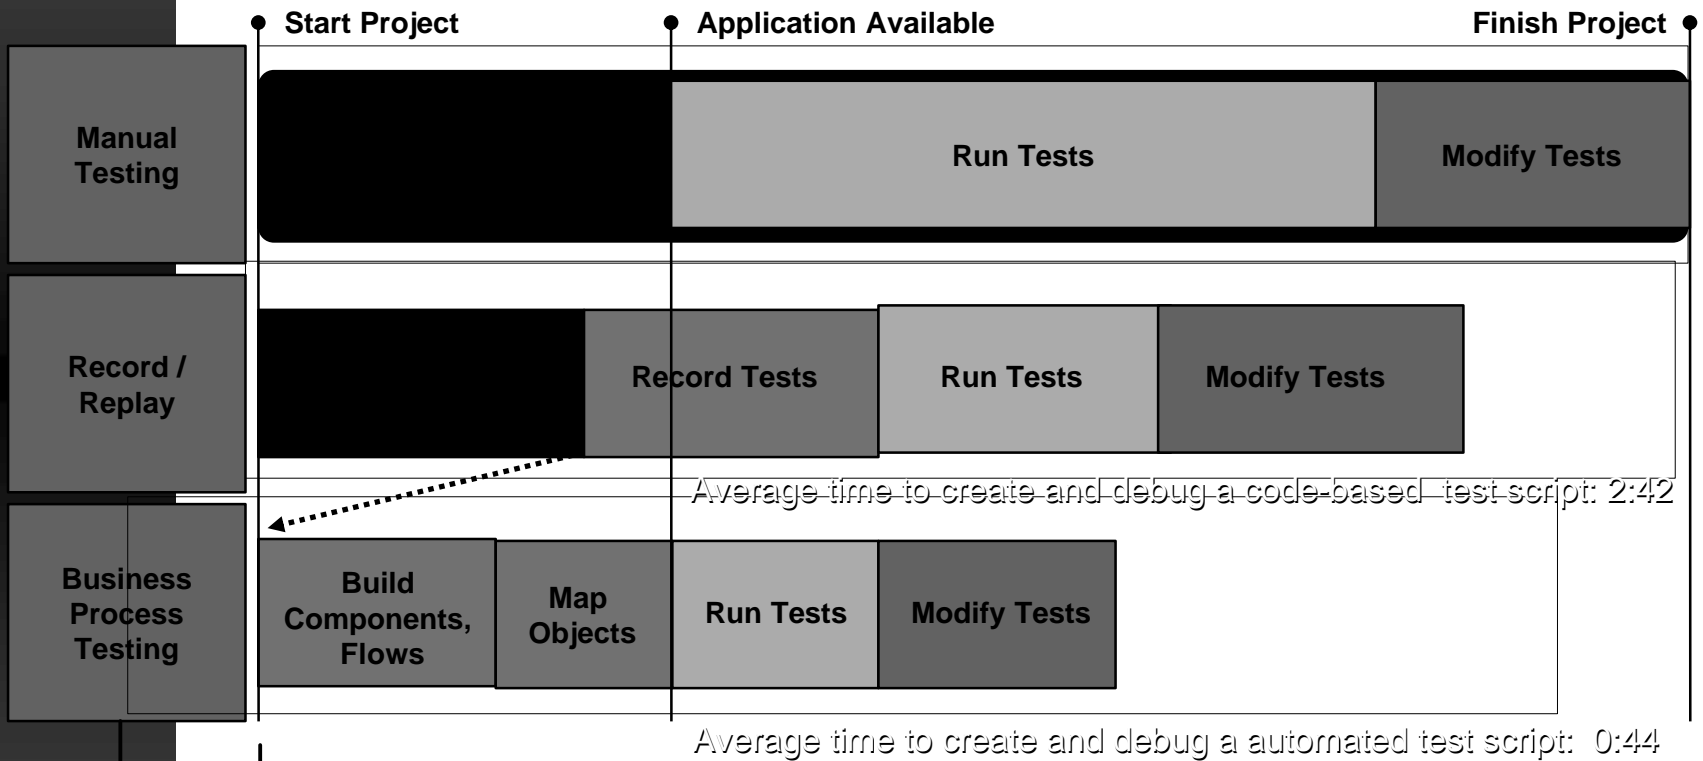 Start Project
Application Available
Finish Project
Manual
Testing
Run Tests
Modify Tests
Record /
Replay
Record Tests
Run Tests
Modify Tests
Average time to create and debug a code-based test script: 2:42
Business
Process
Testing
Build
Components,
Flows
Map
Objects
Run Tests
Modify Tests
Average time to create and debug a automated test script: 0:44